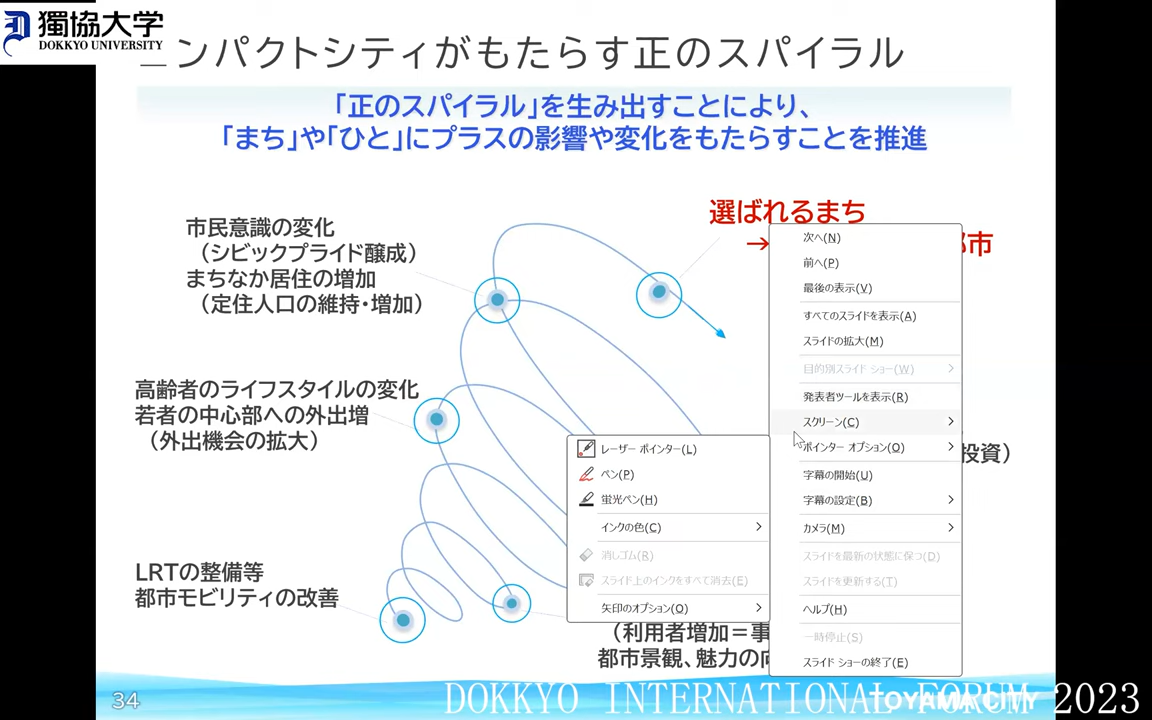 獨協大学
DOKKYO UNIVERSITY
ンパクトシティがもたらす正のスパイラル
「正のスパイラル」を生み出すことにより、
「まち」や「ひと」にプラスの影響や変化をもたらすことを推進
選ばれるまち
→
都市
市民意識の変化
（シビックプライド醸成）
まちなか居住の増加
（定住人口の維持・増加）
高齢者のライフスタイルの変化
若者の中心部への外出増
（外出機会の拡大）
投資）
LRTの整備等
都市モビリティの改善
（利用者増加＝事
都市景観、魅力の向
次へ(N)
前へ(P)
最後の表示(V)
すべてのスライドを表示(A)
スライドの拡大(M)
目的別スライド ショー(W)
発表者ツールを表示(R)
スクリーン(C)
ポインター オプション(O)
字幕の開始(U)
字幕の設定(B)
カメラ(M)
スライドを最新の状態に保つ(D)
スライドを更新する(T)
ヘルプ(H)
一時停止(S)
スライド ショーの終了(E)
レーザー ポインター(L)
ペン(P)
蛍光ペン(H)
インクの色(C)
消しゴム(R)
スライド上のインクをすべて消去(E)
矢印のオプション(O)
34
TOYAMA CITY
DOKKYO INTERNATIONAL FORUM 2023